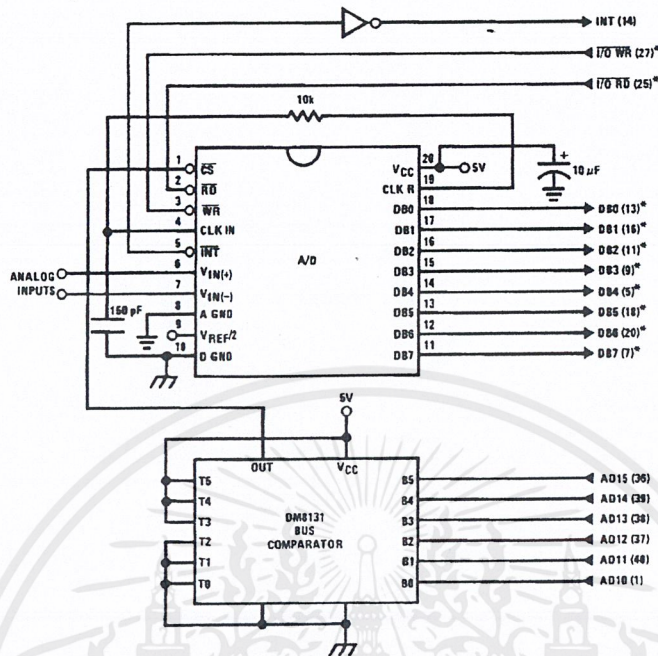 INT (14)
I/O WR (27)*
I/O RD (25)*
10k
1 CS
2 RD
3 WR
4 CLK IN
5 INT
6 VIN(+)
7 VIN(−)
8 A GND
9 VREF/2
10 D GND
A/D
ANALOG INPUTS
150 pF
VCC 20
5V
10 µF
+
CLK R 19
DB0 18
DB1 17
DB2 16
DB3 15
DB4 14
DB5 13
DB6 12
DB7 11
DB0 (13)*
DB1 (16)*
DB2 (11)*
DB3 (9)*
DB4 (5)*
DB5 (18)*
DB6 (20)*
DB7 (7)*
5V
OUT
VCC
T5
T4
T3
T2
T1
T0
DM8131
BUS
COMPARATOR
B5
B4
B3
B2
B1
B0
AD15 (36)
AD14 (39)
AD13 (38)
AD12 (37)
AD11 (40)
AD10 (1)